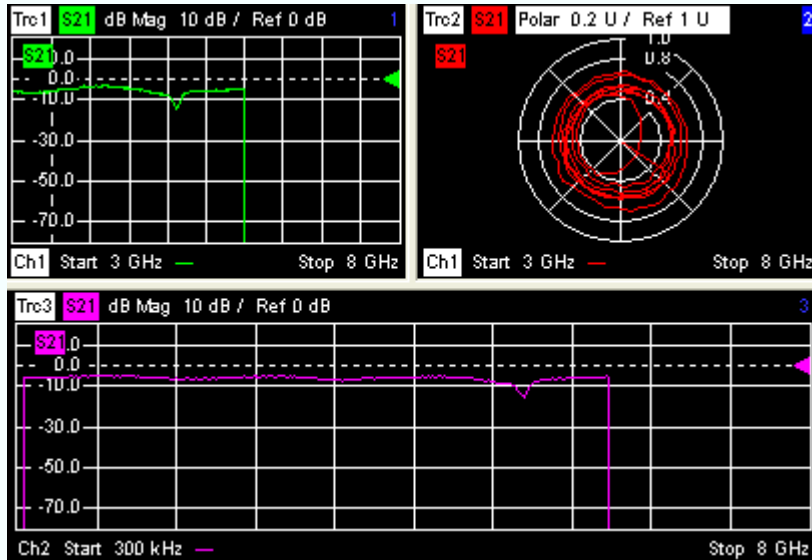 Trc1 S21 dB Mag 10 dB / Ref 0 dB 1
S21 0.0
0.0
-10.0
-30.0
-50.0
-70.0
Ch1 Start 3 GHz — Stop 8 GHz
Trc2 S21 Polar 0.2 U / Ref 1 U 2
S21
1.0
0.8
0.4
Ch1 Start 3 GHz — Stop 8 GHz
Trc3 S21 dB Mag 10 dB / Ref 0 dB 3
S21 .0
0.0
-10.0
-30.0
-50.0
-70.0
Ch2 Start 300 kHz — Stop 8 GHz